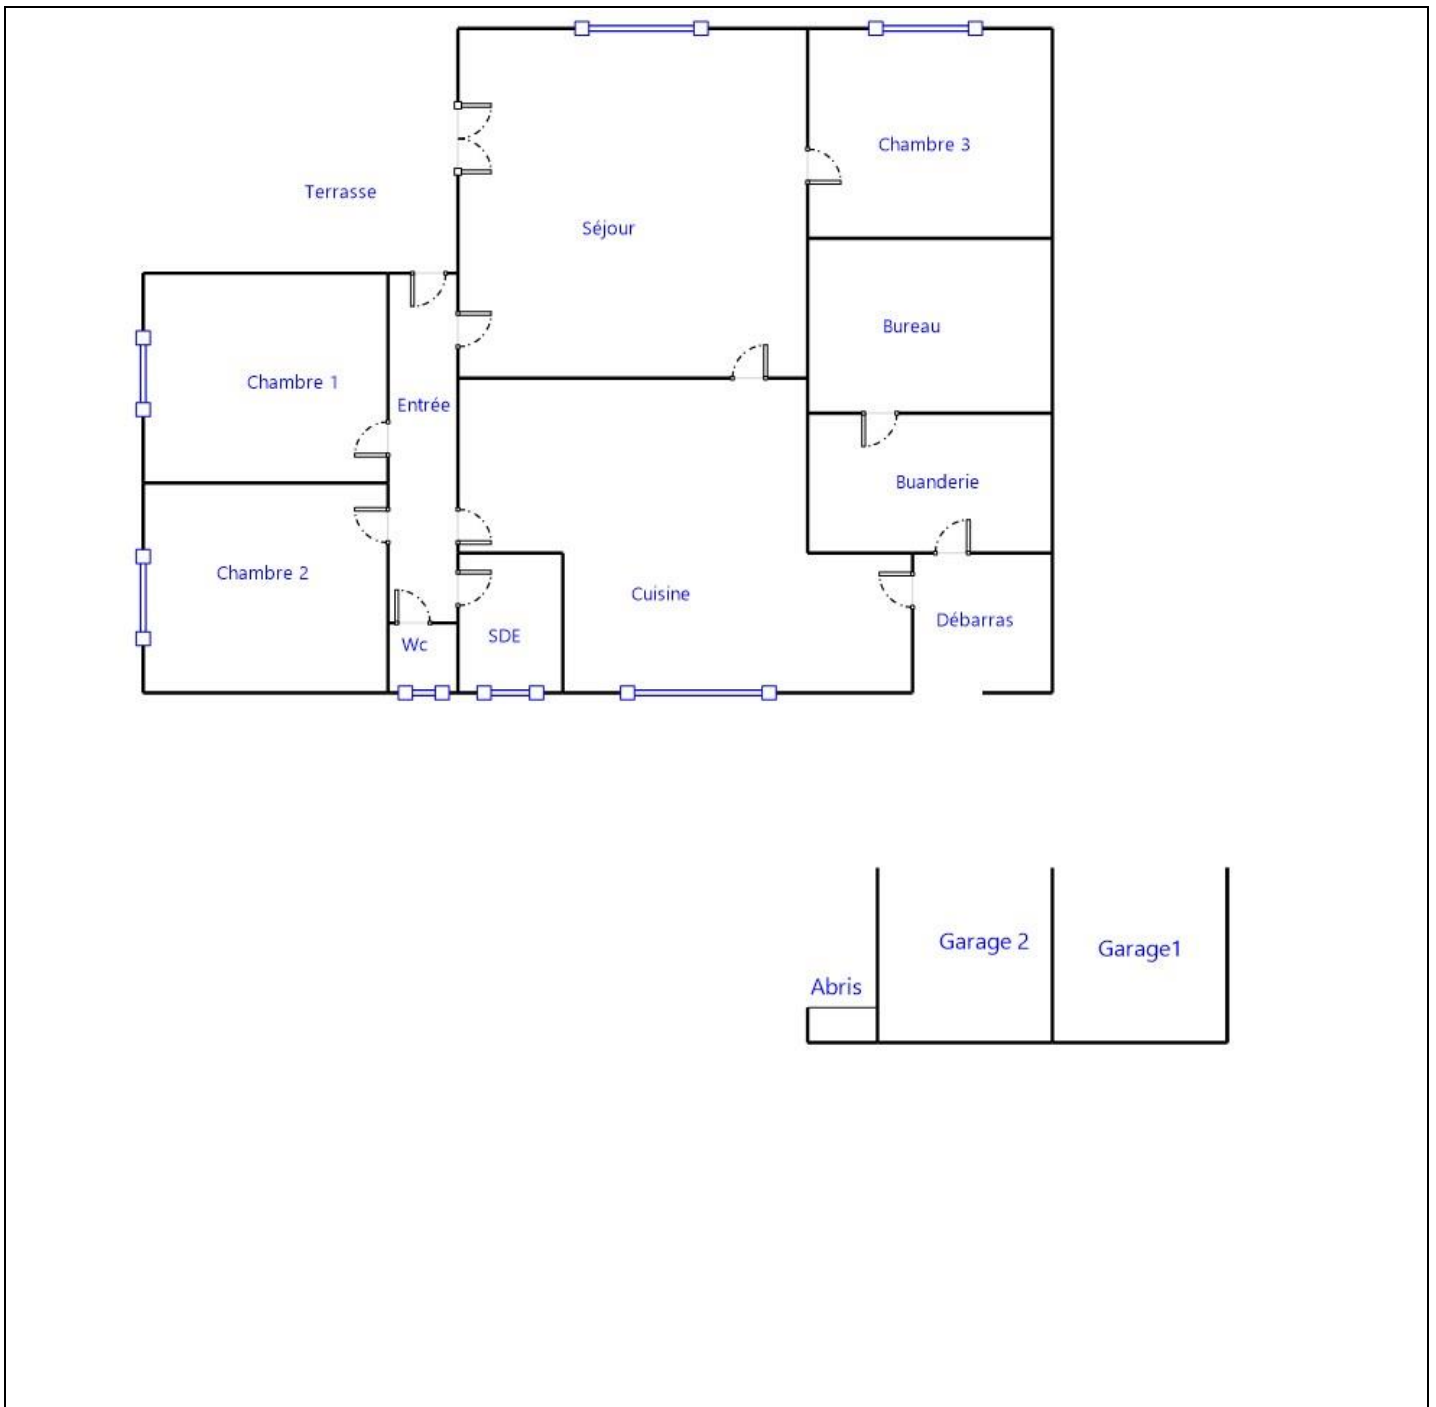 Chambre 3
Terrasse
Séjour
Bureau
Chambre 1
Entrée
Buanderie
Chambre 2
Cuisine
Débarras
SDE
Wc
Garage 2
Garage1
Abris